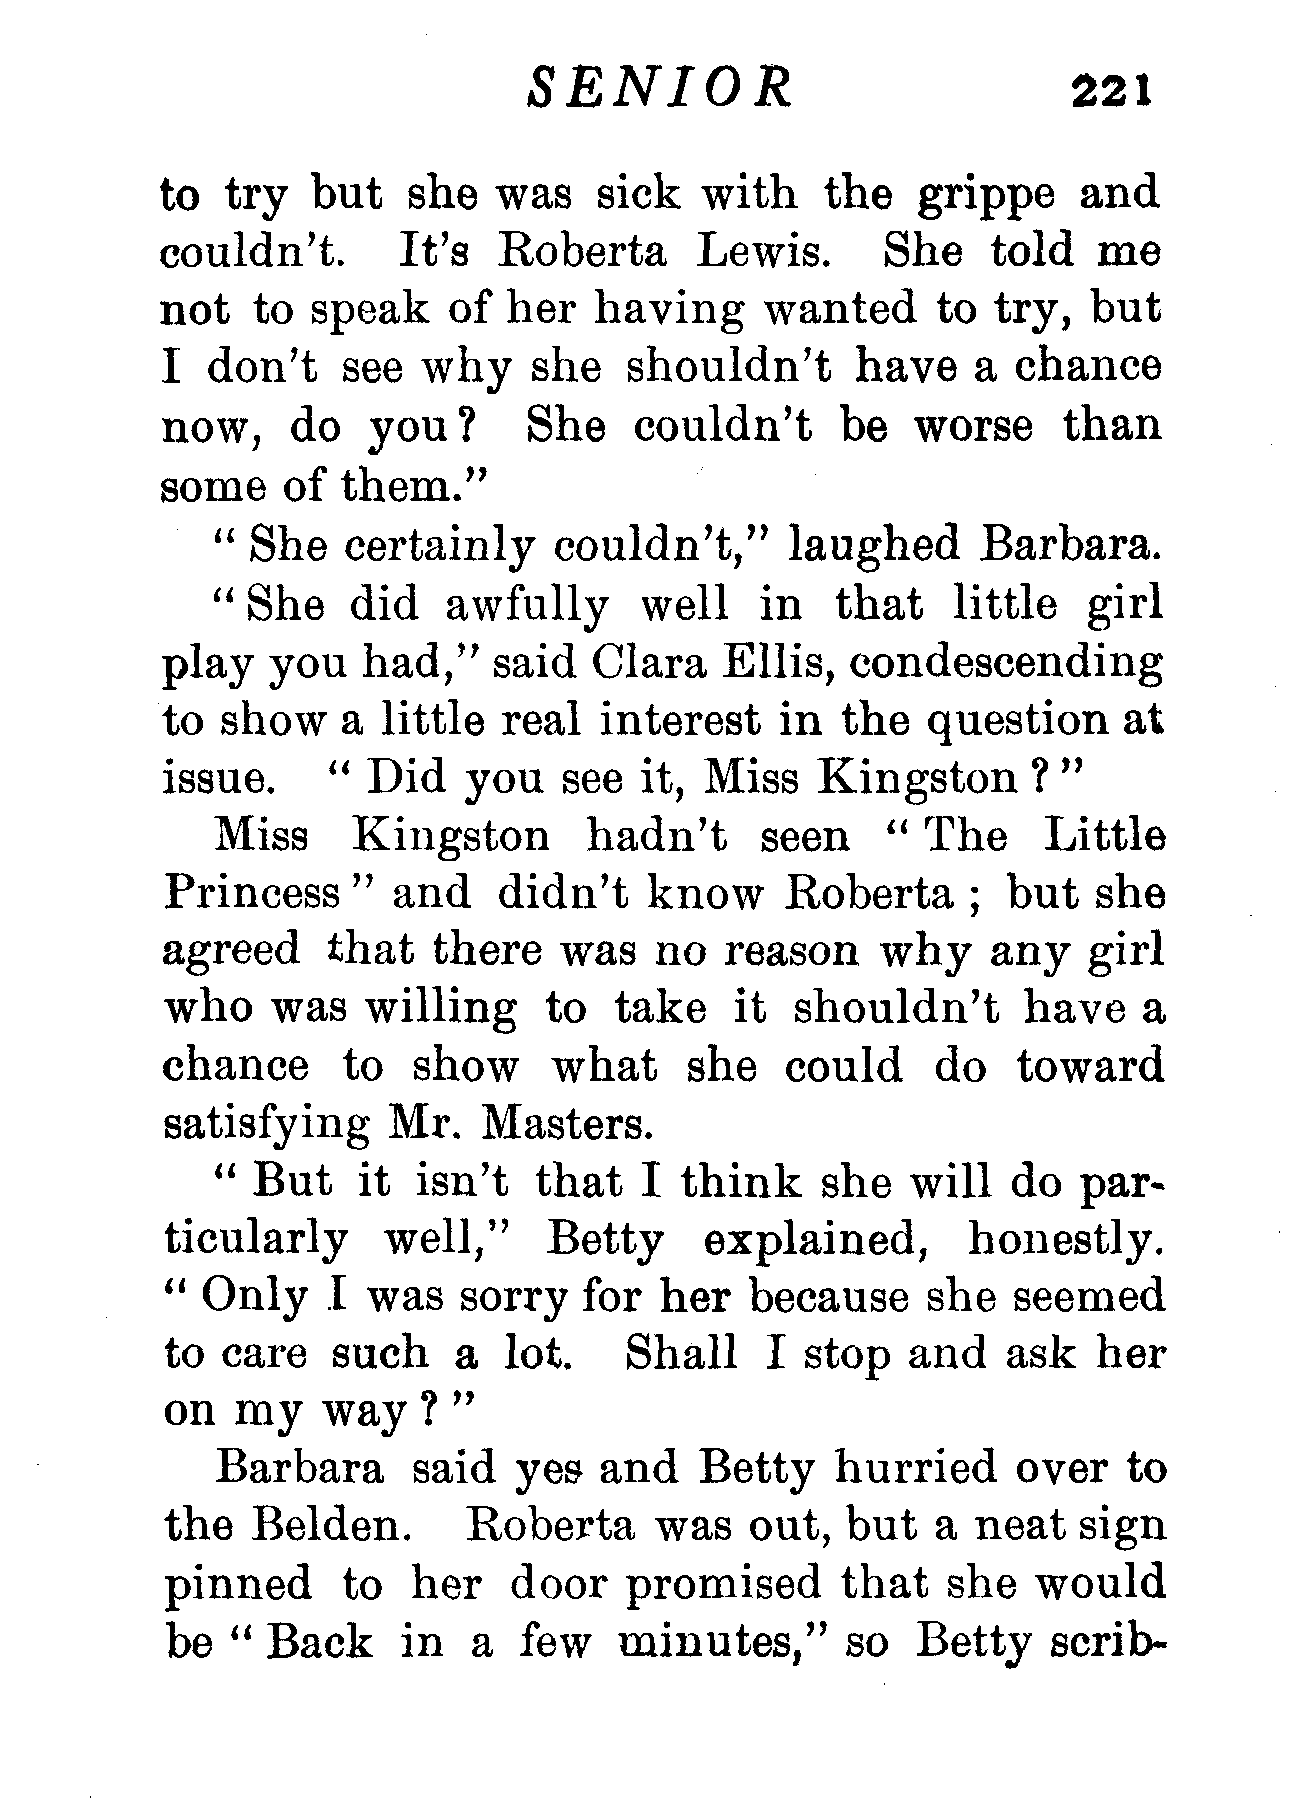 SENIOR 221
to try but she was sick with the grippe and
couldn't. It's Roberta Lewis. She told me
not to speak of her having wanted to try, but
I don't see why she shouldn't have a chance
now, do you? She couldn't be worse than
some of them."
"She certainly couldn't," laughed Barbara.
"She did awfully well in that little girl
play you had," said Clara Ellis, condescending
to show a little real interest in the question at
issue. "Did you see it, Miss Kingston?"
Miss Kingston hadn't seen "The Little
Princess" and didn't know Roberta; but she
agreed that there was no reason why any girl
who was willing to take it shouldn't have a
chance to show what she could do toward
satisfying Mr. Masters.
"But it isn't that I think she will do par-
ticularly well," Betty explained, honestly.
"Only I was sorry for her because she seemed
to care such a lot. Shall I stop and ask her
on my way?"
Barbara said yes and Betty hurried over to
the Belden. Roberta was out, but a neat sign
pinned to her door promised that she would
be "Back in a few minutes," so Betty scrib-